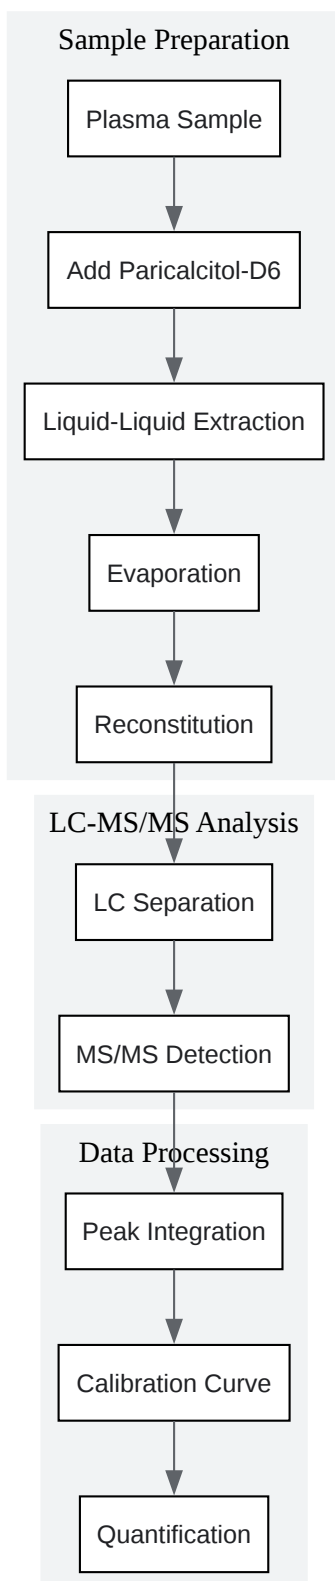 Sample Preparation
Plasma Sample
Add Paricalcitol-D6
Liquid-Liquid Extraction
Evaporation
Reconstitution
LC-MS/MS Analysis
LC Separation
MS/MS Detection
Data Processing
Peak Integration
Calibration Curve
Quantification